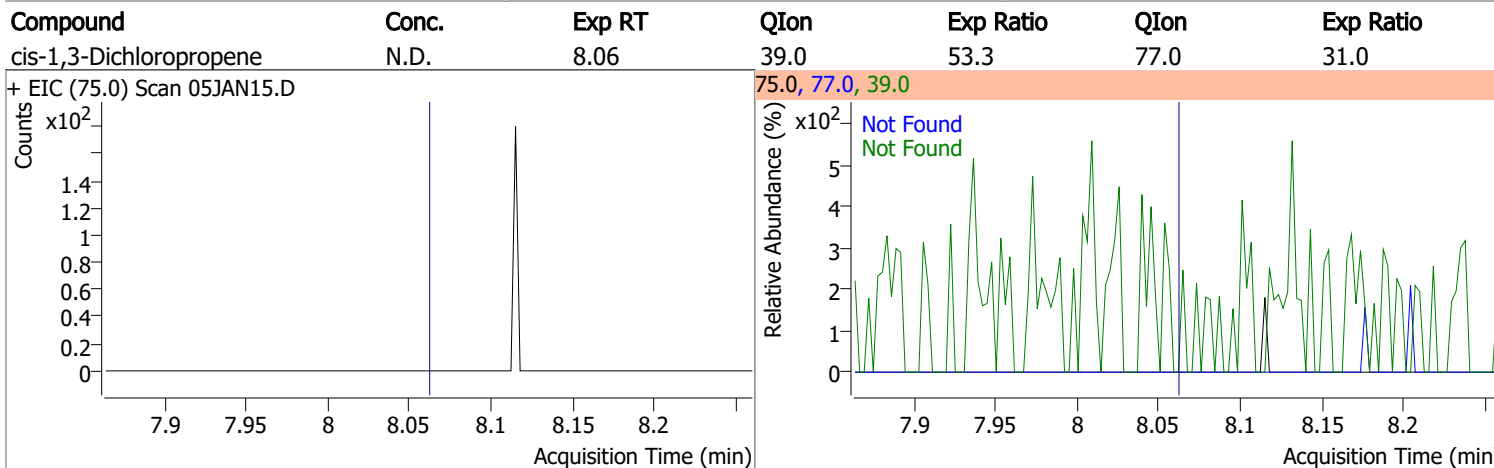 Compound Conc. Exp RT QIon Exp Ratio QIon Exp Ratio
cis-1,3-Dichloropropene N.D. 8.06 39.0 53.3 77.0 31.0
+ EIC (75.0) Scan 05JAN15.D
Counts
x10²
1.4
1.2
1
0.8
0.6
0.4
0.2
0
7.9 7.95 8 8.05 8.1 8.15 8.2
Acquisition Time (min)
75.0, 77.0, 39.0
Relative Abundance (%)
x10²
Not Found
Not Found
5
4
3
2
1
0
7.9 7.95 8 8.05 8.1 8.15 8.2
Acquisition Time (min